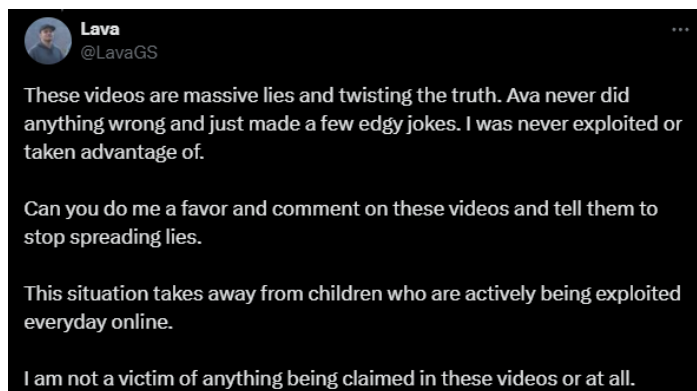 Lava
@LavaGS
These videos are massive lies and twisting the truth. Ava never did
anything wrong and just made a few edgy jokes. I was never exploited or
taken advantage of.
Can you do me a favor and comment on these videos and tell them to
stop spreading lies.
This situation takes away from children who are actively being exploited
everyday online.
I am not a victim of anything being claimed in these videos or at all.